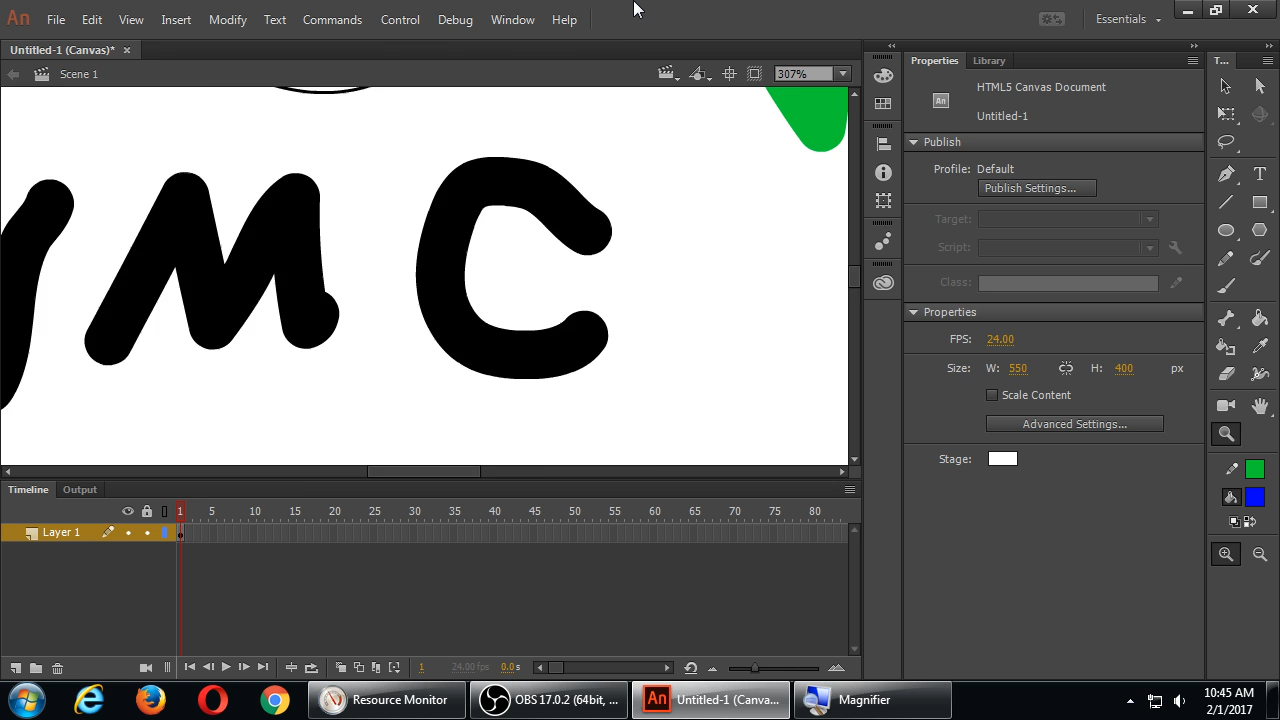 An File Edit View Insert Modify Text Commands Control Debug Window Help Essentials
Untitled-1 (Canvas)*
Scene 1 307%
Properties Library T...
HTML5 Canvas Document
An
Untitled-1
Publish
Profile: Default
Publish Settings...
Target:
Script:
Class:
Properties
FPS: 24.00
Size: W: 550 H: 400 px
Scale Content
Advanced Settings...
Stage:
M C
Timeline Output
1 5 10 15 20 25 30 35 40 45 50 55 60 65 70 75 80
Layer 1
1 24.00 fps 0.0 s
Resource Monitor
OBS 17.0.2 (64bit, ...
An Untitled-1 (Canva...
Magnifier
10:45 AM
2/1/2017